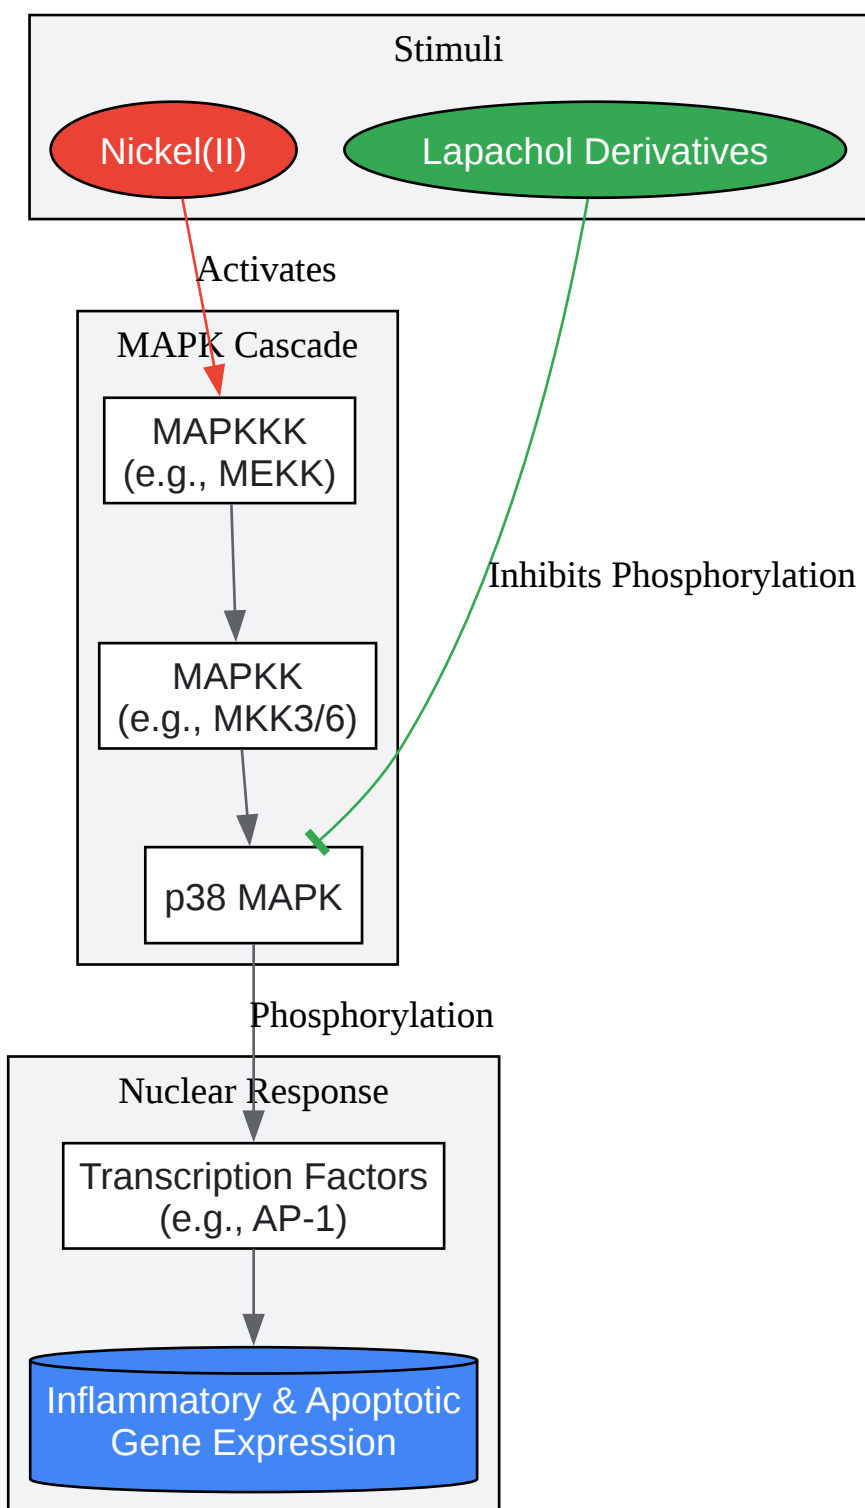 Stimuli
Nickel(II)
Lapachol Derivatives
Activates
MAPK Cascade
MAPKKK
(e.g., MEKK)
Inhibits Phosphorylation
MAPKK
(e.g., MKK3/6)
p38 MAPK
Phosphorylation
Nuclear Response
Transcription Factors
(e.g., AP-1)
Inflammatory & Apoptotic
Gene Expression